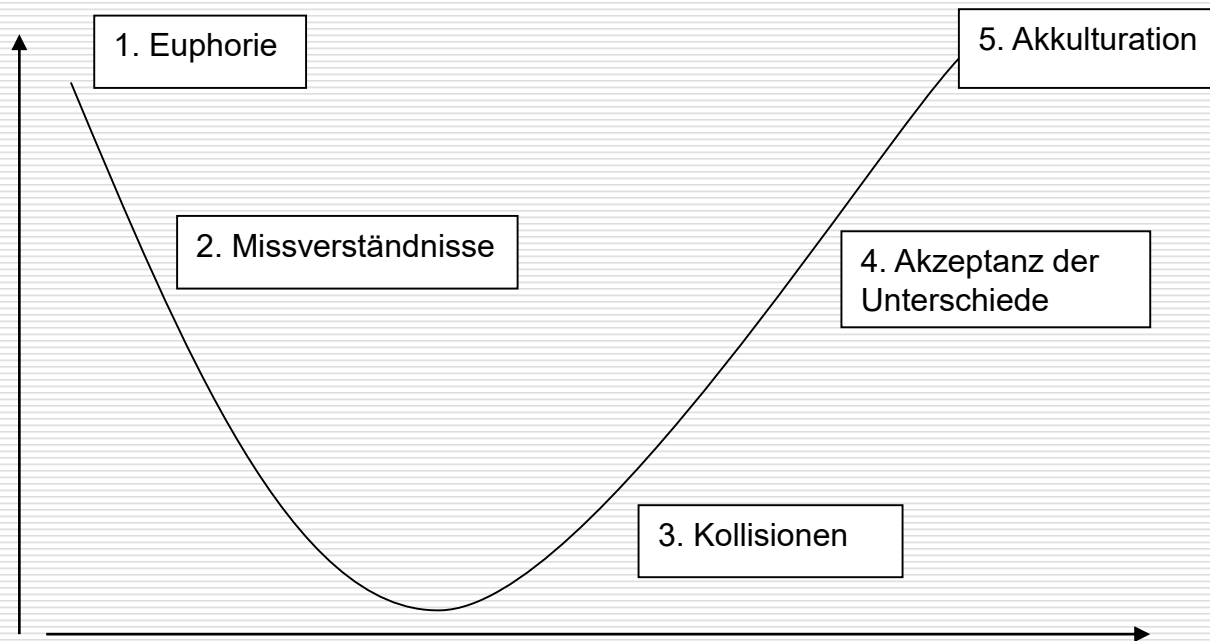 1. Euphorie
2. Missverständnisse
3. Kollisionen
4. Akzeptanz der
Unterschiede
5. Akkulturation